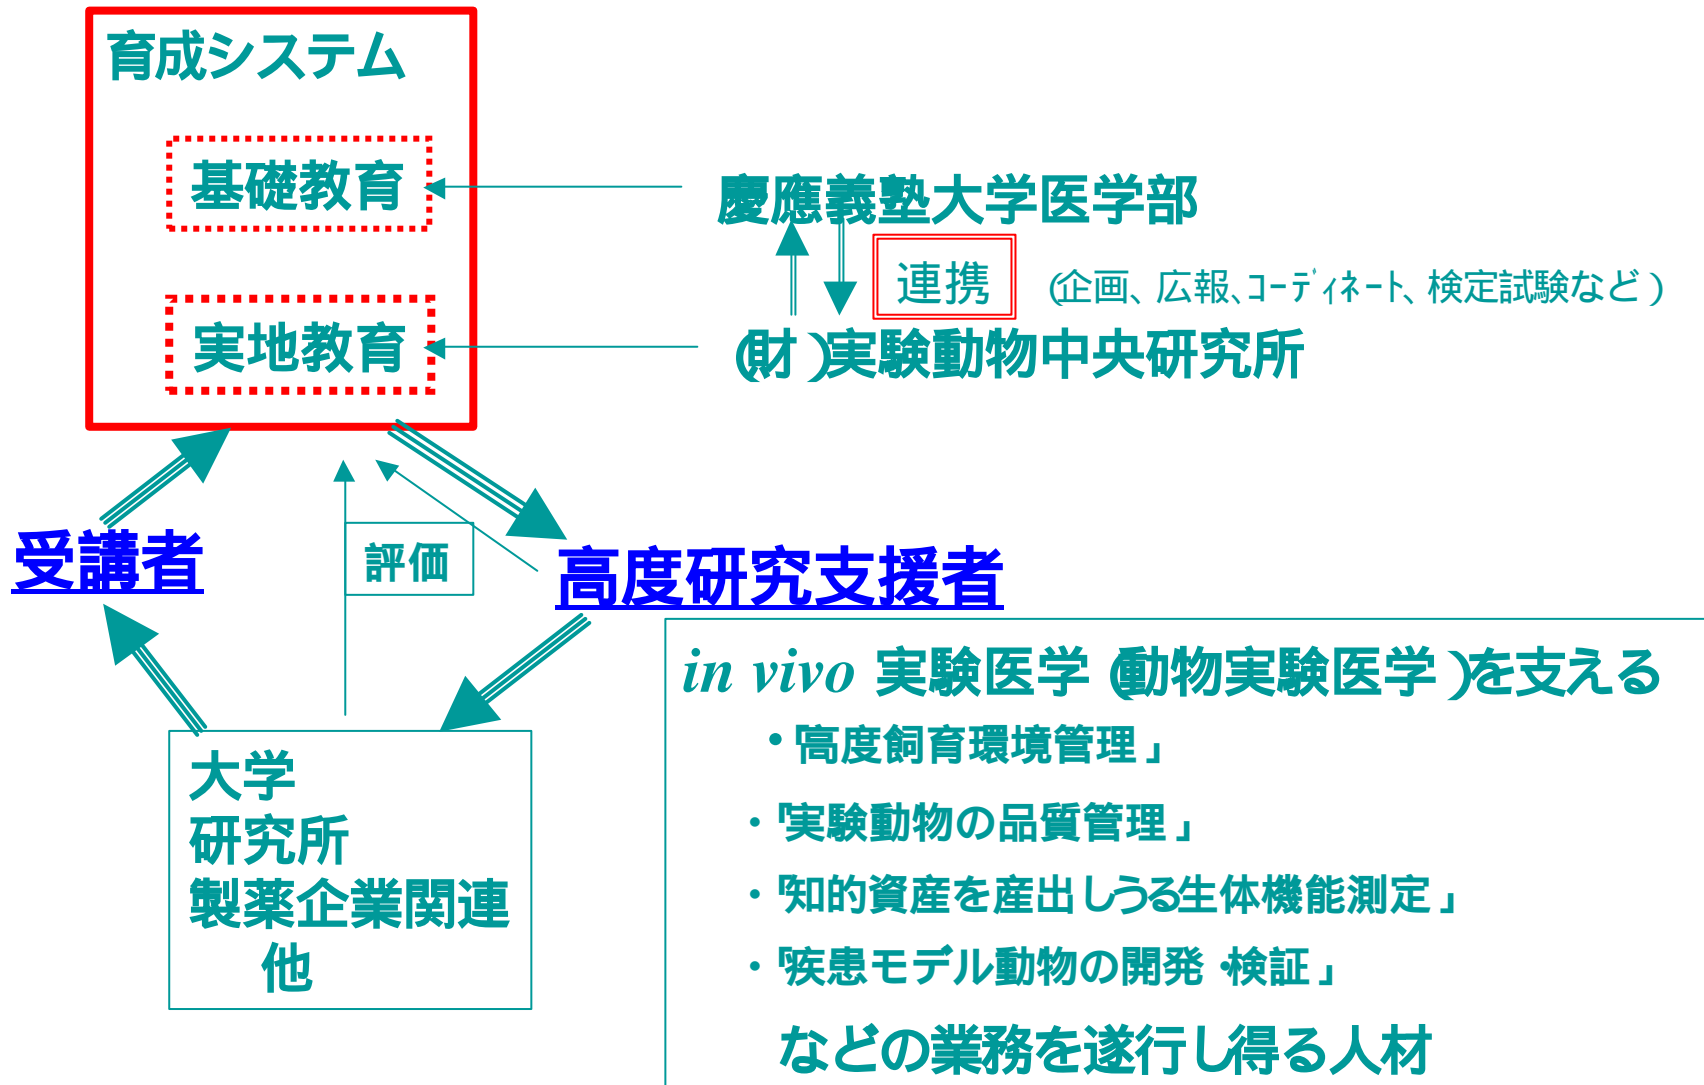 育成システム
基礎教育
慶應義塾大学医学部
連携
(企画、広報、ｺｰﾃﾞｨﾈｰﾄ、検定試験など)
実地教育
(財)実験動物中央研究所
受講者
評価
高度研究支援者
in vivo 実験医学(動物実験医学)を支える
・「高度飼育環境管理」
・「実験動物の品質管理」
・「知的資産を産出しうる生体機能測定」
・「疾患モデル動物の開発・検証」
などの業務を遂行し得る人材
大学
研究所
製薬企業関連
他